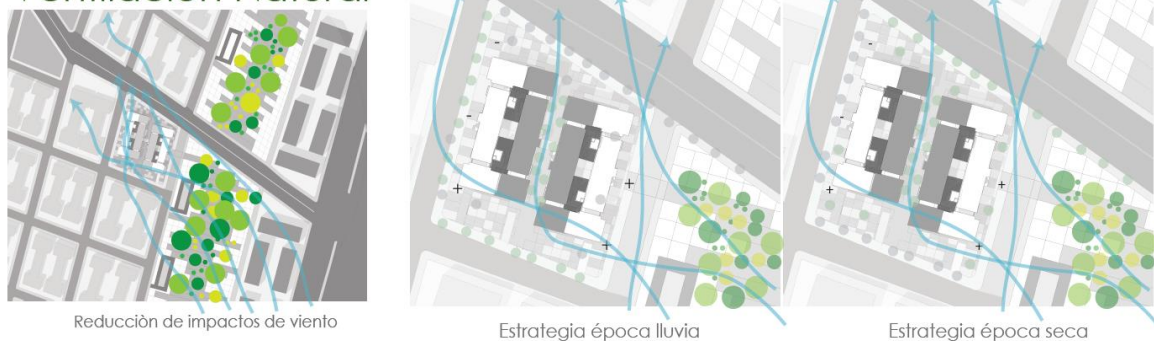 Reducciòn de impactos de viento
Estrategia época lluvia
Estrategia época seca